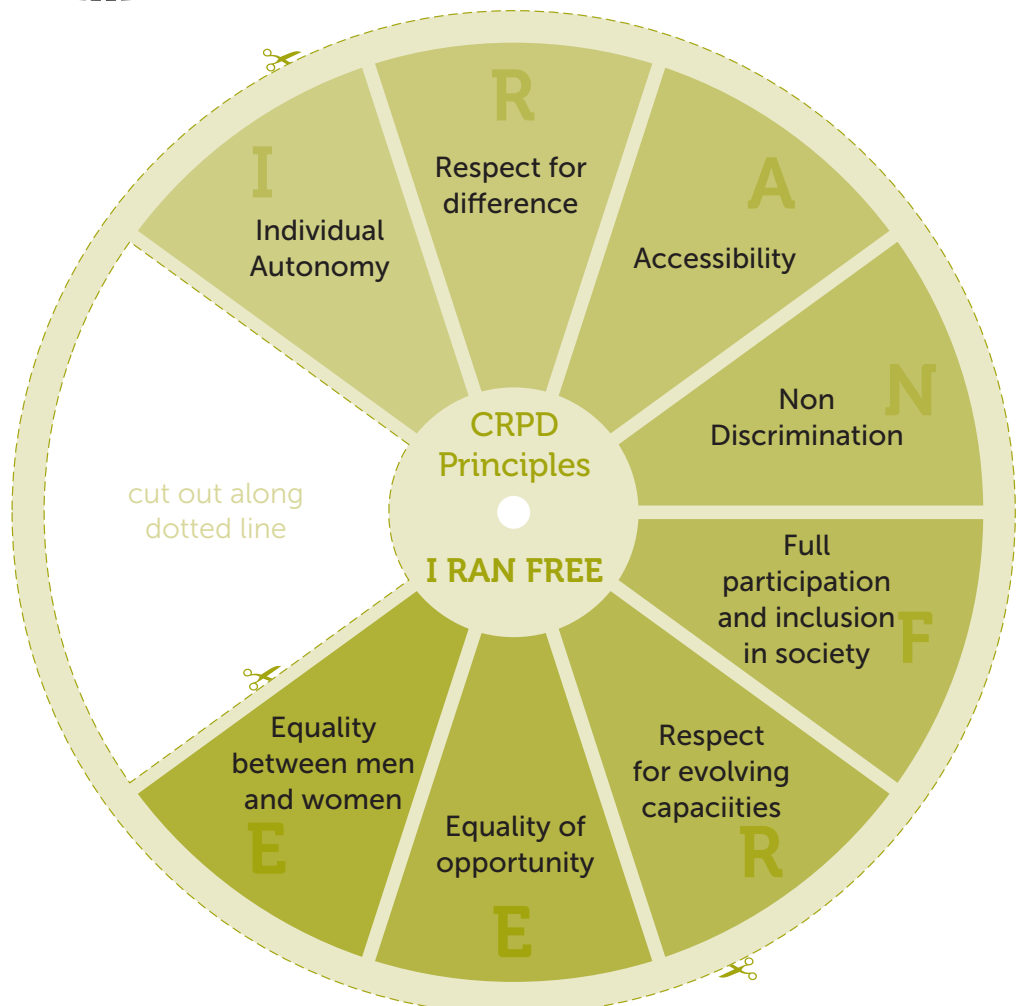 I
Individual
Autonomy
R
Respect for
difference
A
Accessibility
N
Non
Discrimination
F
Full
participation
and inclusion
in society
R
Respect
for evolving
capaciities
E
Equality of
opportunity
E
Equality
between men
and women
cut out along
dotted line
CRPD
Principles
I RAN FREE